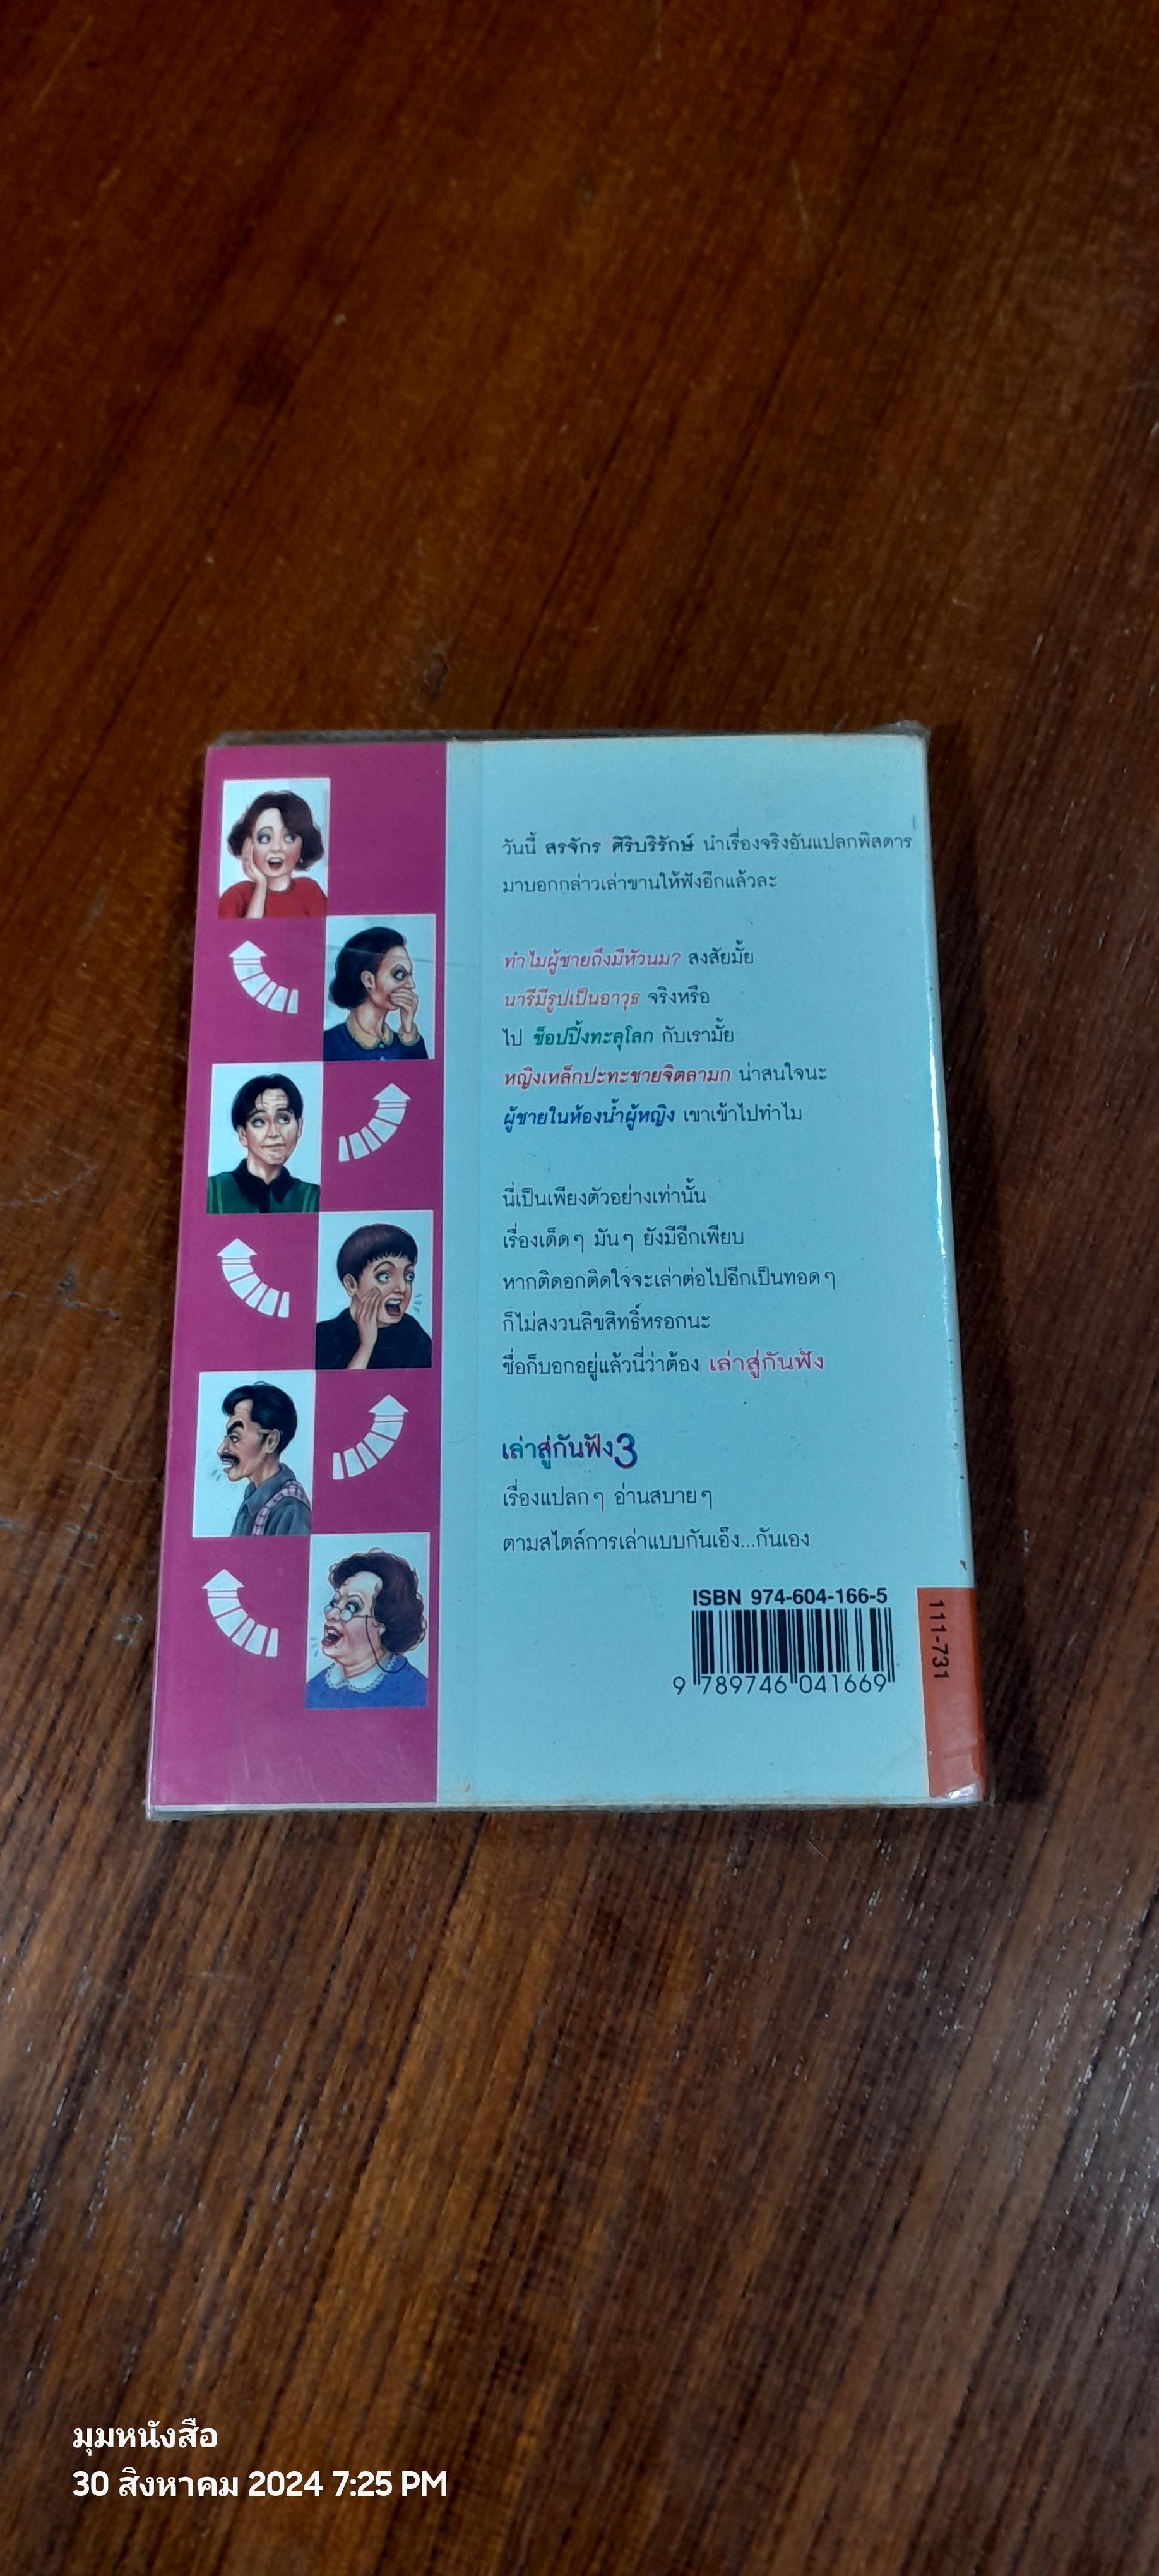 วันนี้ สรจักร ศิริบริรักษ์ นำเรื่องจริงอันแปลกพิสดาร
มาบอกกล่าวเล่าขานให้ฟังอีกแล้วละ
ทำไมผู้ชายถึงมีหัวนม? สงสัยมั้ย
นารีมีรูปเป็นอาวุธ จริงหรือ
ไป ช็อปปิ้งทะลุโลก กับเรามั้ย
หญิงเหล็กปะทะชายจิตลามก น่าสนใจนะ
ผู้ชายในห้องน้ำผู้หญิง เขาเข้าไปทำไม
นี่เป็นเพียงตัวอย่างเท่านั้น
เรื่องเด็ดๆ มันๆ ยังมีอีกเพียบ
หากติดอกติดใจจะเล่าต่อไปอีกเป็นทอดๆ
ก็ไม่สงวนลิขสิทธิ์หรอกนะ
ชื่อก็บอกอยู่แล้วนี่ว่าต้อง เล่าสู่กันฟัง
เล่าสู่กันฟัง3
เรื่องแปลกๆ อ่านสบายๆ
ตามสไตล์การเล่าแบบกันเอ๊ง...กันเอง
ISBN 974-604-166-5
9 789746 041669
111-731
มุมหนังสือ
30 สิงหาคม 2024 7:25 PM